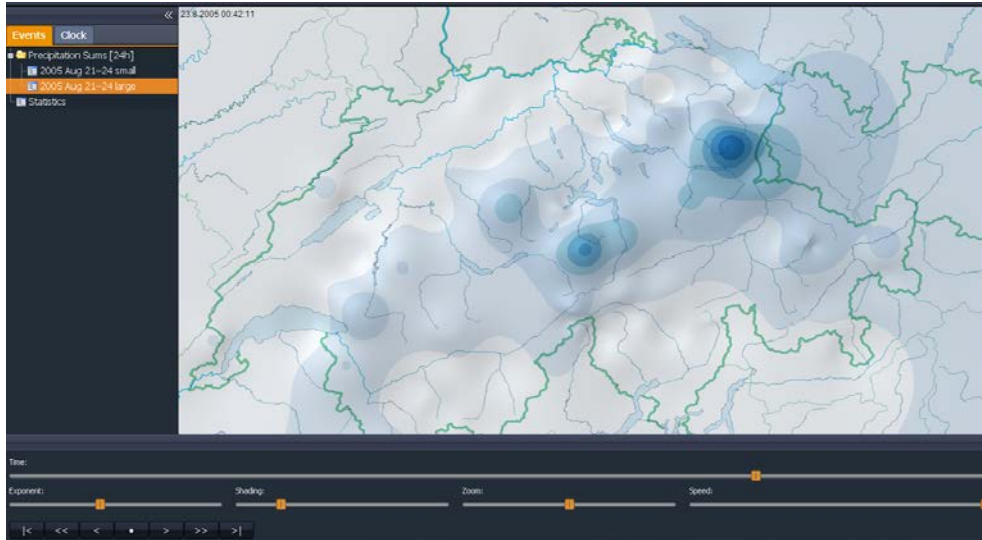 «
23.8.2005 00:42:11
Events Clock
Precipitation Sums [24h]
2005 Aug 21–24 small
2005 Aug 21–24 large
Statistics
Time:
Exponent: Shading: Zoom: Speed:
|< << < • > >> >|